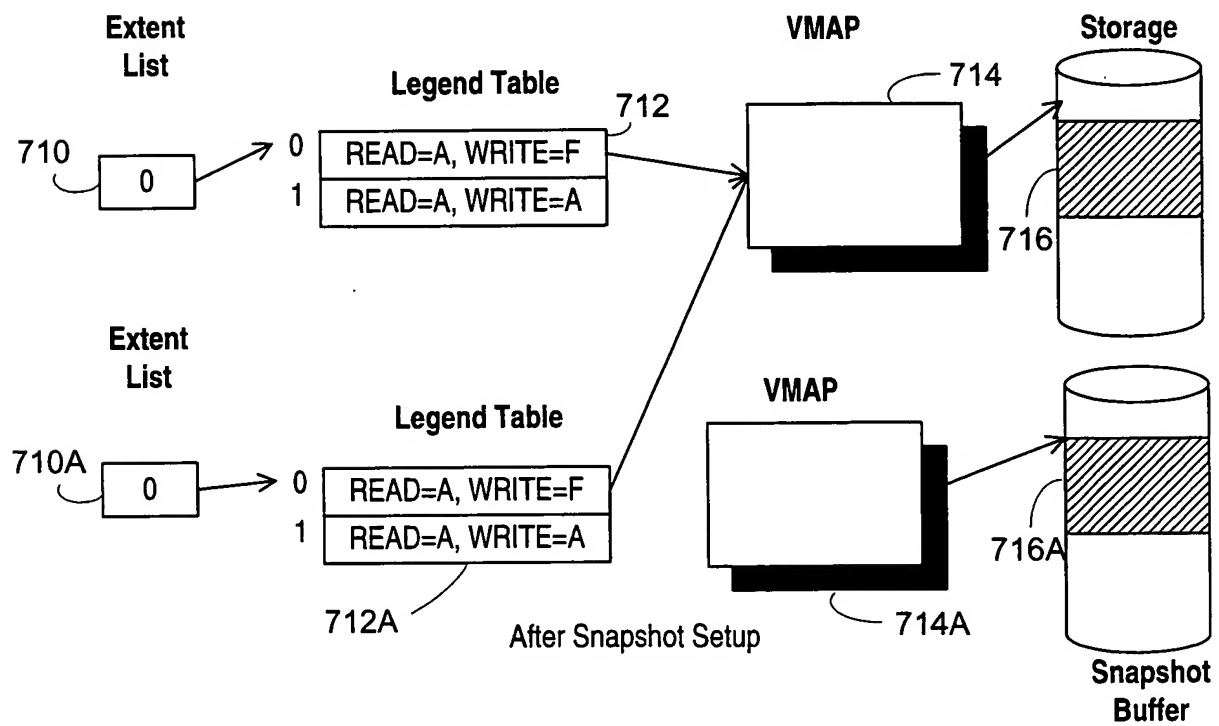 Extent
List
Legend Table
VMAP
Storage
710
0
0
READ=A, WRITE=F
1
READ=A, WRITE=A
712
714
716
Extent
List
Legend Table
VMAP
710A
0
0
READ=A, WRITE=F
1
READ=A, WRITE=A
712A
714A
716A
After Snapshot Setup
Snapshot
Buffer